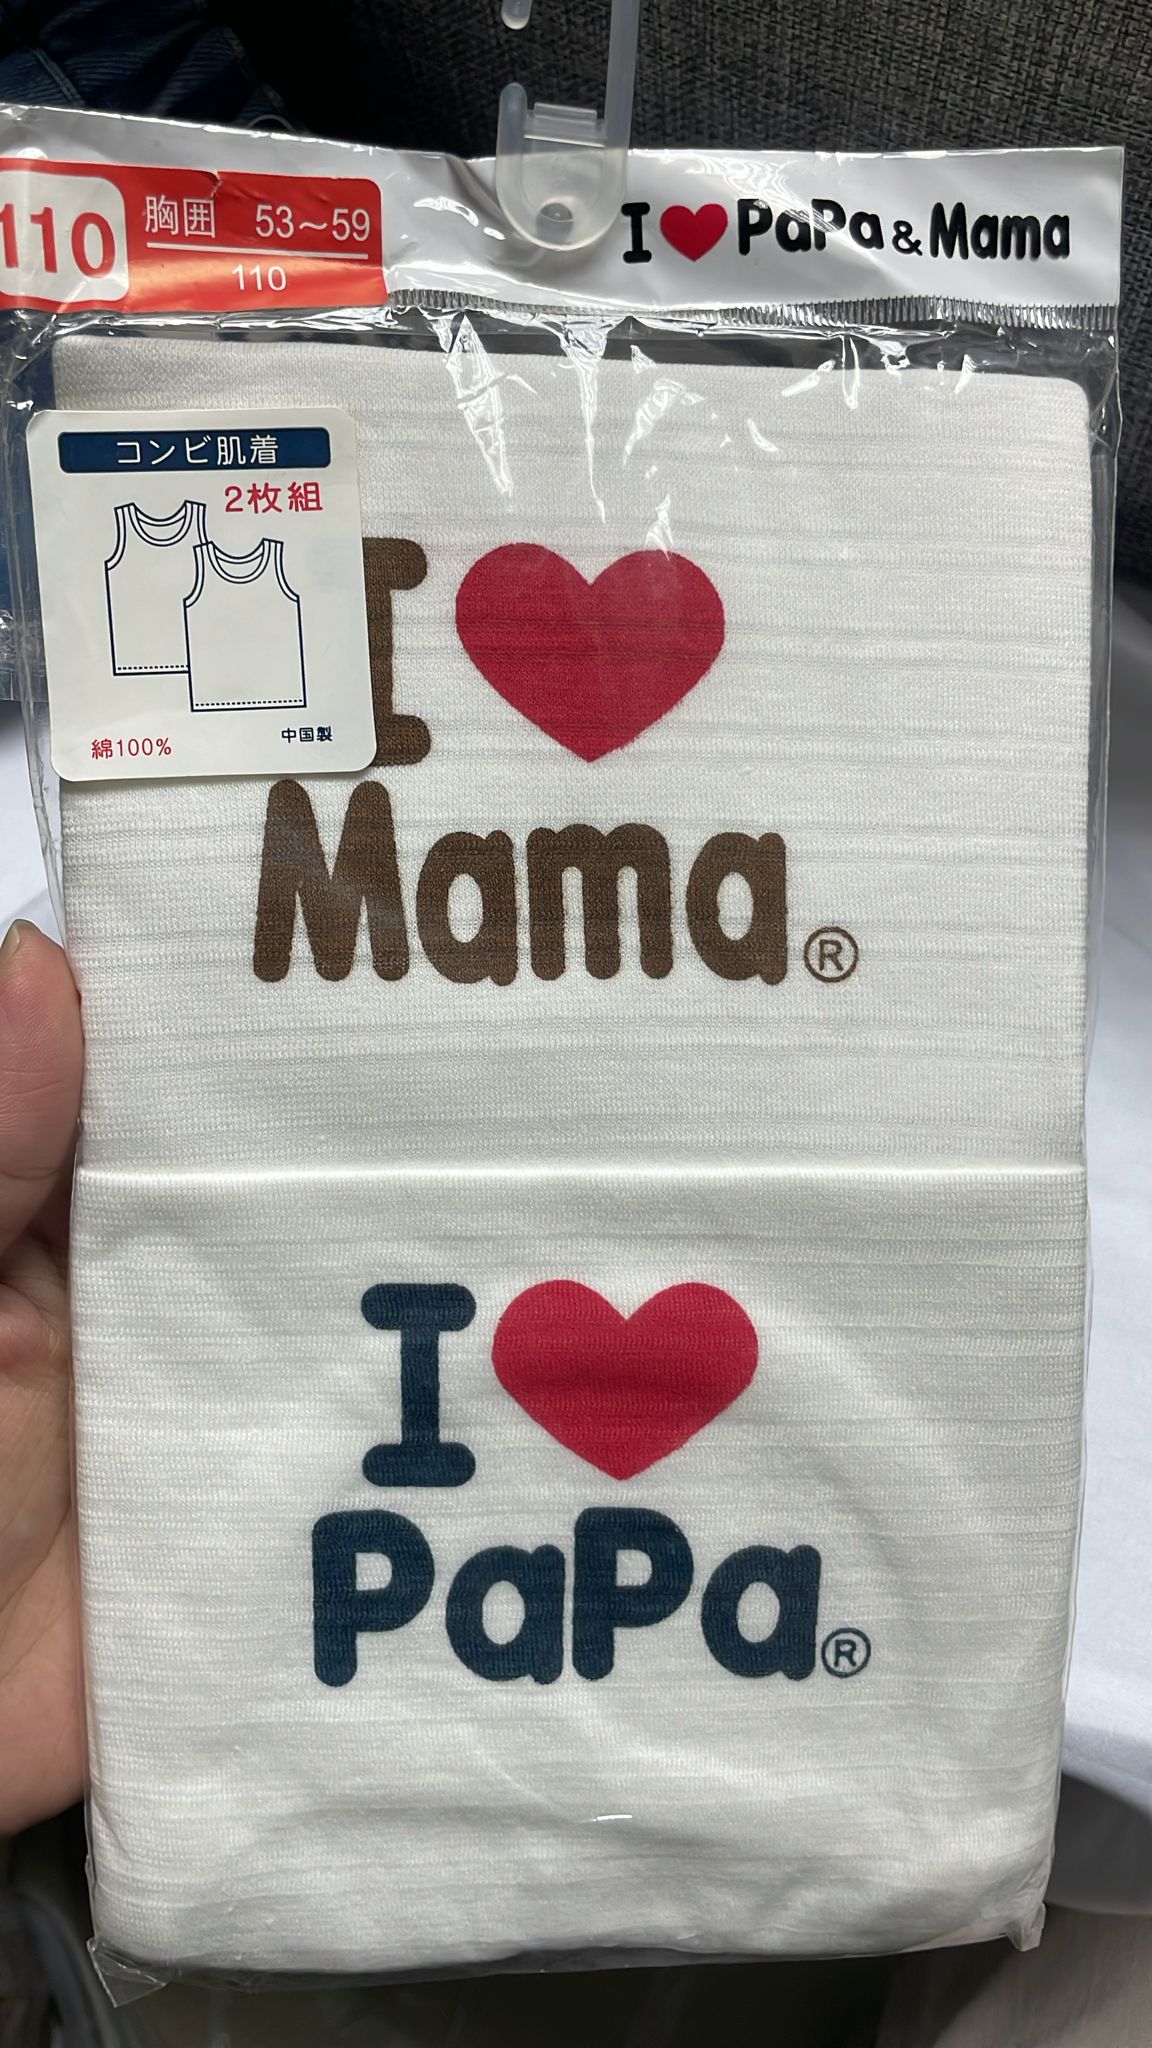 110
胸囲 53～59
110
I ❤ PaPa & Mama
コンビ肌着
2枚組
綿100%
中国製
I ❤
Mama®
I ❤
PaPa®